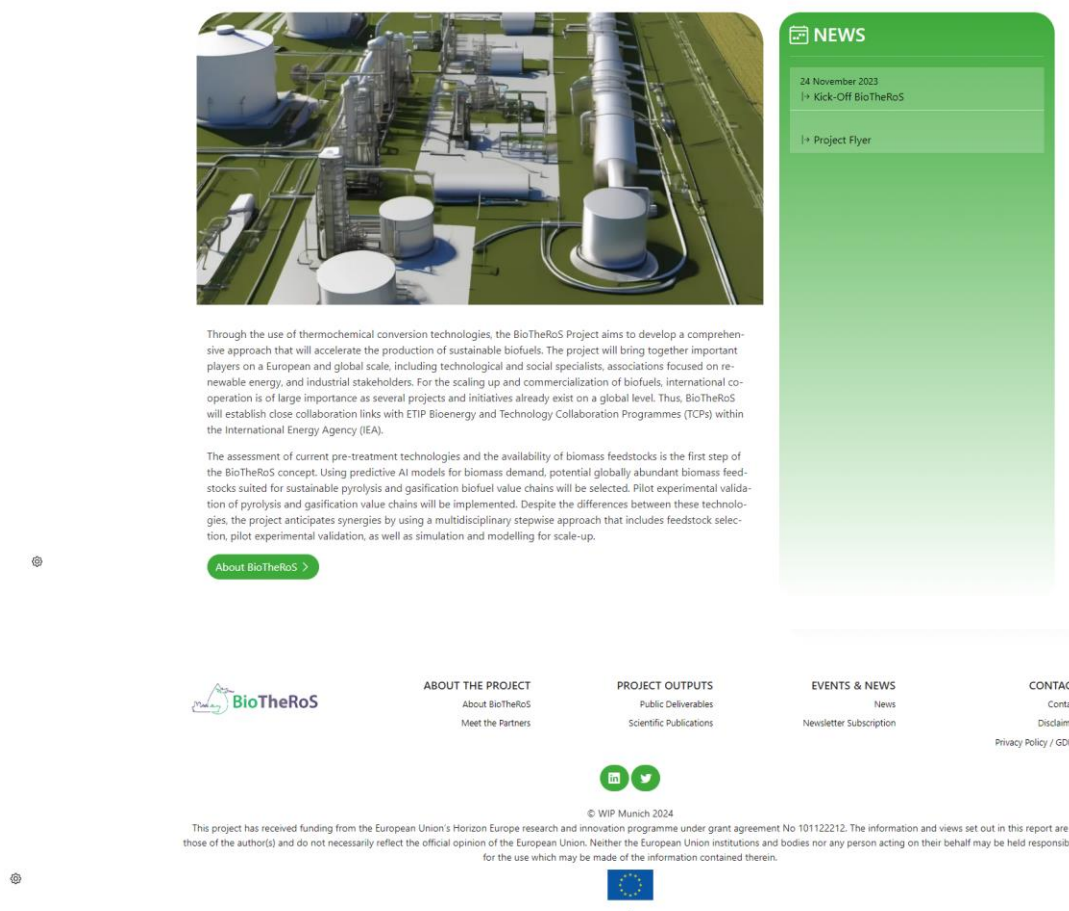 NEWS
24 November 2023
Kick-Off BioTheRoS
Project Flyer
Through the use of thermochemical conversion technologies, the BioTheRoS Project aims to develop a comprehen-
sive approach that will accelerate the production of sustainable biofuels. The project will bring together important
players on a European and global scale, including technological and social specialists, associations focused on re-
newable energy, and industrial stakeholders. For the scaling up and commercialization of biofuels, international co-
operation is of large importance as several projects and initiatives already exist on a global level. Thus, BioTheRoS
will establish close collaboration links with ETIP Bioenergy and Technology Collaboration Programmes (TCPs) within
the International Energy Agency (IEA).
The assessment of current pre-treatment technologies and the availability of biomass feedstocks is the first step of
the BioTheRoS concept. Using predictive AI models for biomass demand, potential globally abundant biomass feed-
stocks suited for sustainable pyrolysis and gasification biofuel value chains will be selected. Pilot experimental valida-
tion of pyrolysis and gasification value chains will be implemented. Despite the differences between these technolo-
gies, the project anticipates synergies by using a multidisciplinary stepwise approach that includes feedstock selec-
tion, pilot experimental validation, as well as simulation and modelling for scale-up.
About BioTheRoS
BioTheRoS
ABOUT THE PROJECT
About BioTheRoS
Meet the Partners
PROJECT OUTPUTS
Public Deliverables
Scientific Publications
EVENTS & NEWS
News
Newsletter Subscription
CONTAC
Conta
Disclaim
Privacy Policy / GD
© WIP Munich 2024
This project has received funding from the European Union's Horizon Europe research and innovation programme under grant agreement No 101122212. The information and views set out in this report are
those of the author(s) and do not necessarily reflect the official opinion of the European Union. Neither the European Union institutions and bodies nor any person acting on their behalf may be held responsib
for the use which may be made of the information contained therein.